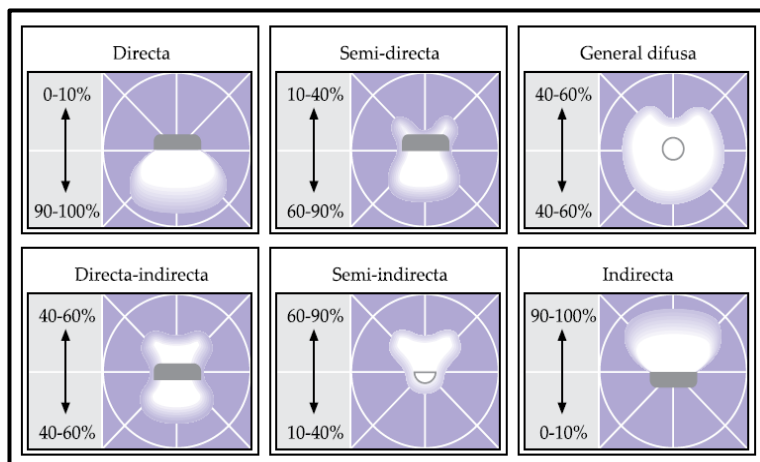 Directa
0-10%
90-100%
Semi-directa
10-40%
60-90%
General difusa
40-60%
40-60%
Directa-indirecta
40-60%
40-60%
Semi-indirecta
60-90%
10-40%
Indirecta
90-100%
0-10%